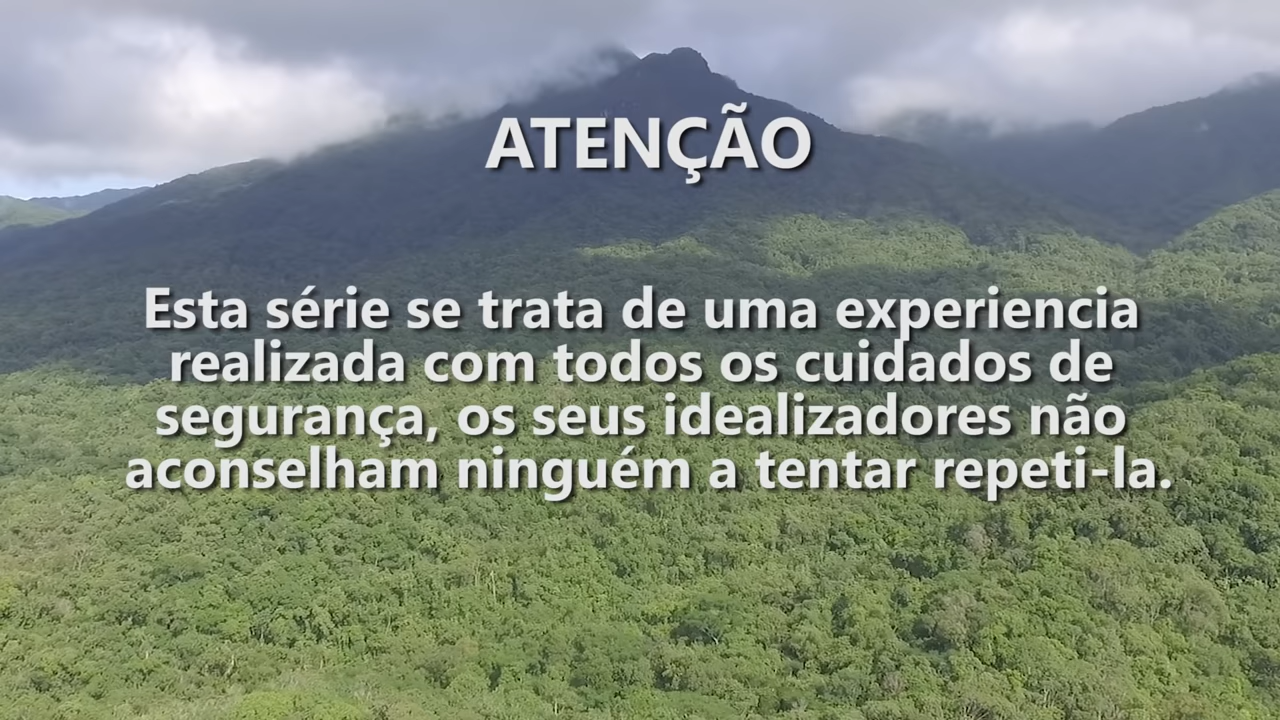 ATENÇÃO
Esta série se trata de uma experiencia
realizada com todos os cuidados de
segurança, os seus idealizadores não
aconselham ninguém a tentar repeti-la.